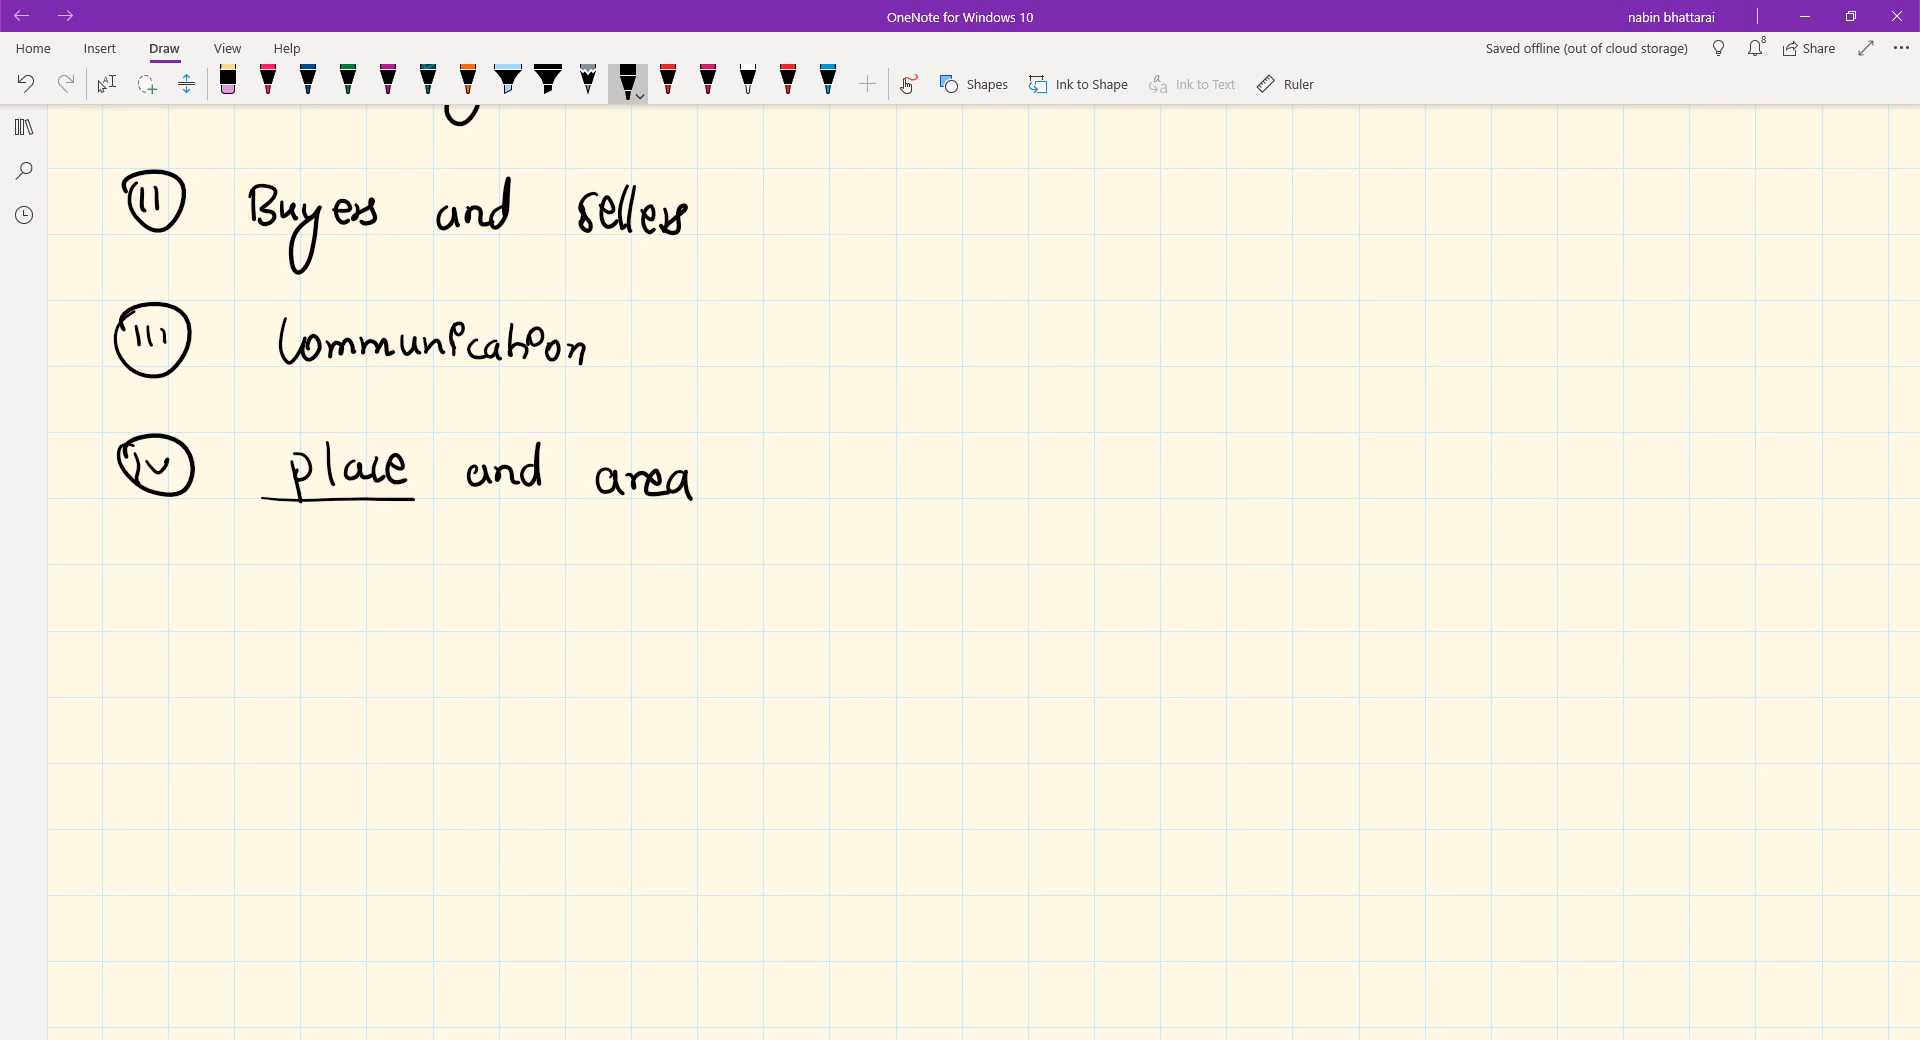 OneNote for Windows 10
nabin bhattarai
Home Insert Draw View Help
Saved offline (out of cloud storage)
8
Share
Shapes
Ink to Shape
Ink to Text
Ruler
ii Buyers and sellers
iii Communication
iv place and area